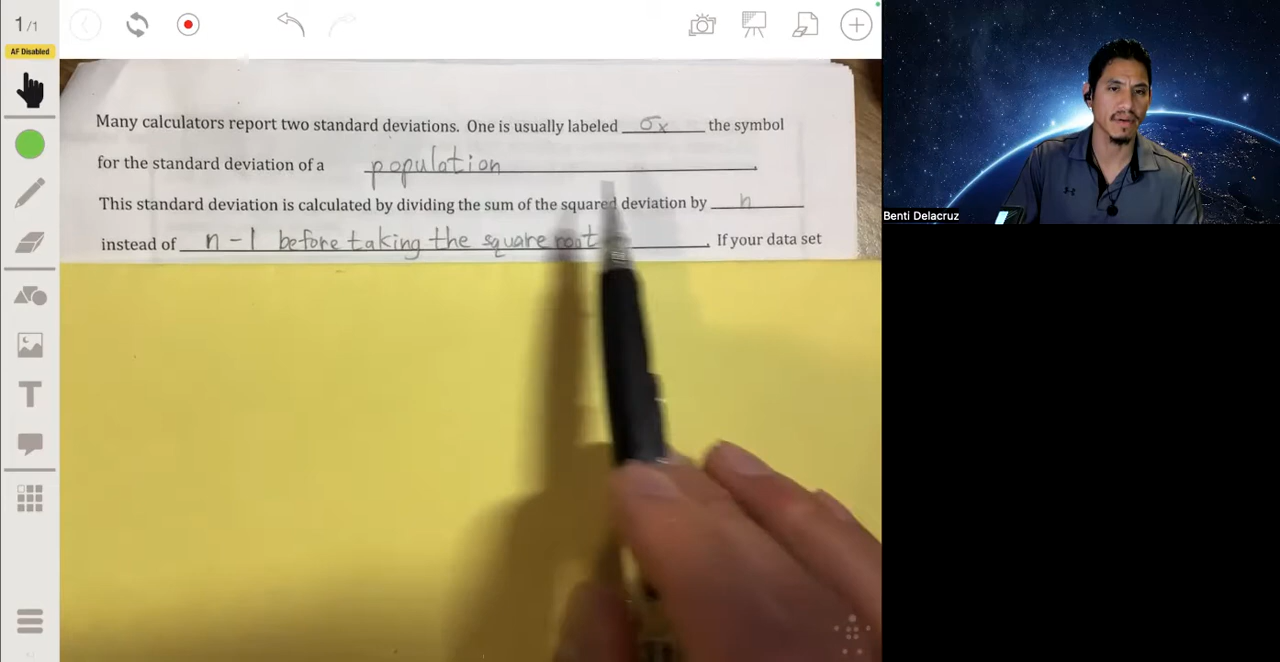 1/1
AF Disabled
Many calculators report two standard deviations. One is usually labeled σx the symbol
for the standard deviation of a population.
This standard deviation is calculated by dividing the sum of the squared deviation by n
instead of n-1 before taking the square root. If your data set
T
Benti Delacruz